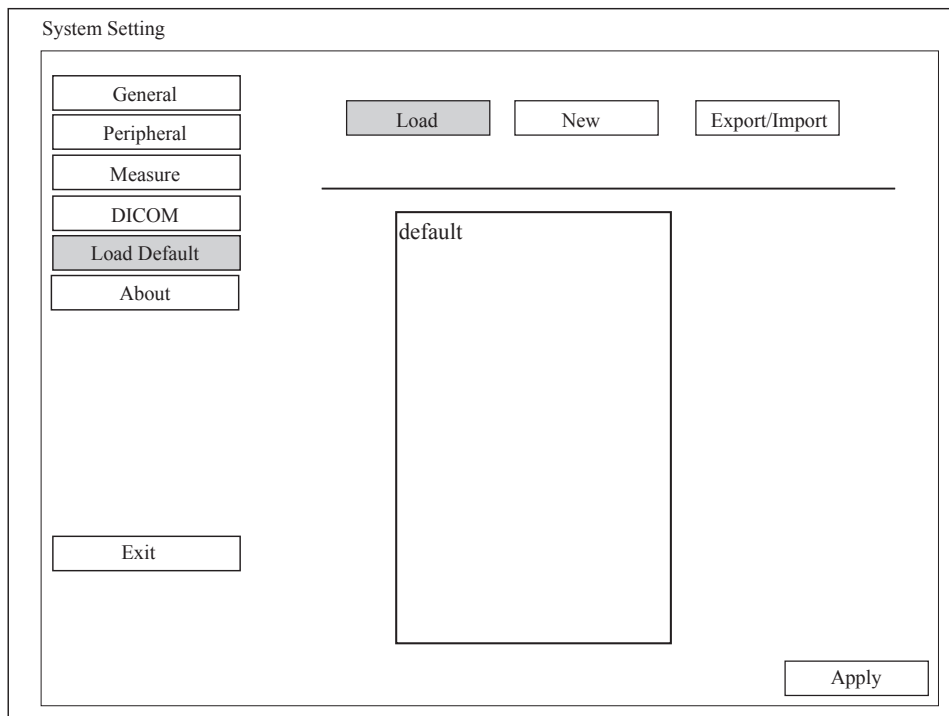 System Setting
General
Peripheral
Measure
DICOM
Load Default
About
Exit
Load
New
Export/Import
default
Apply